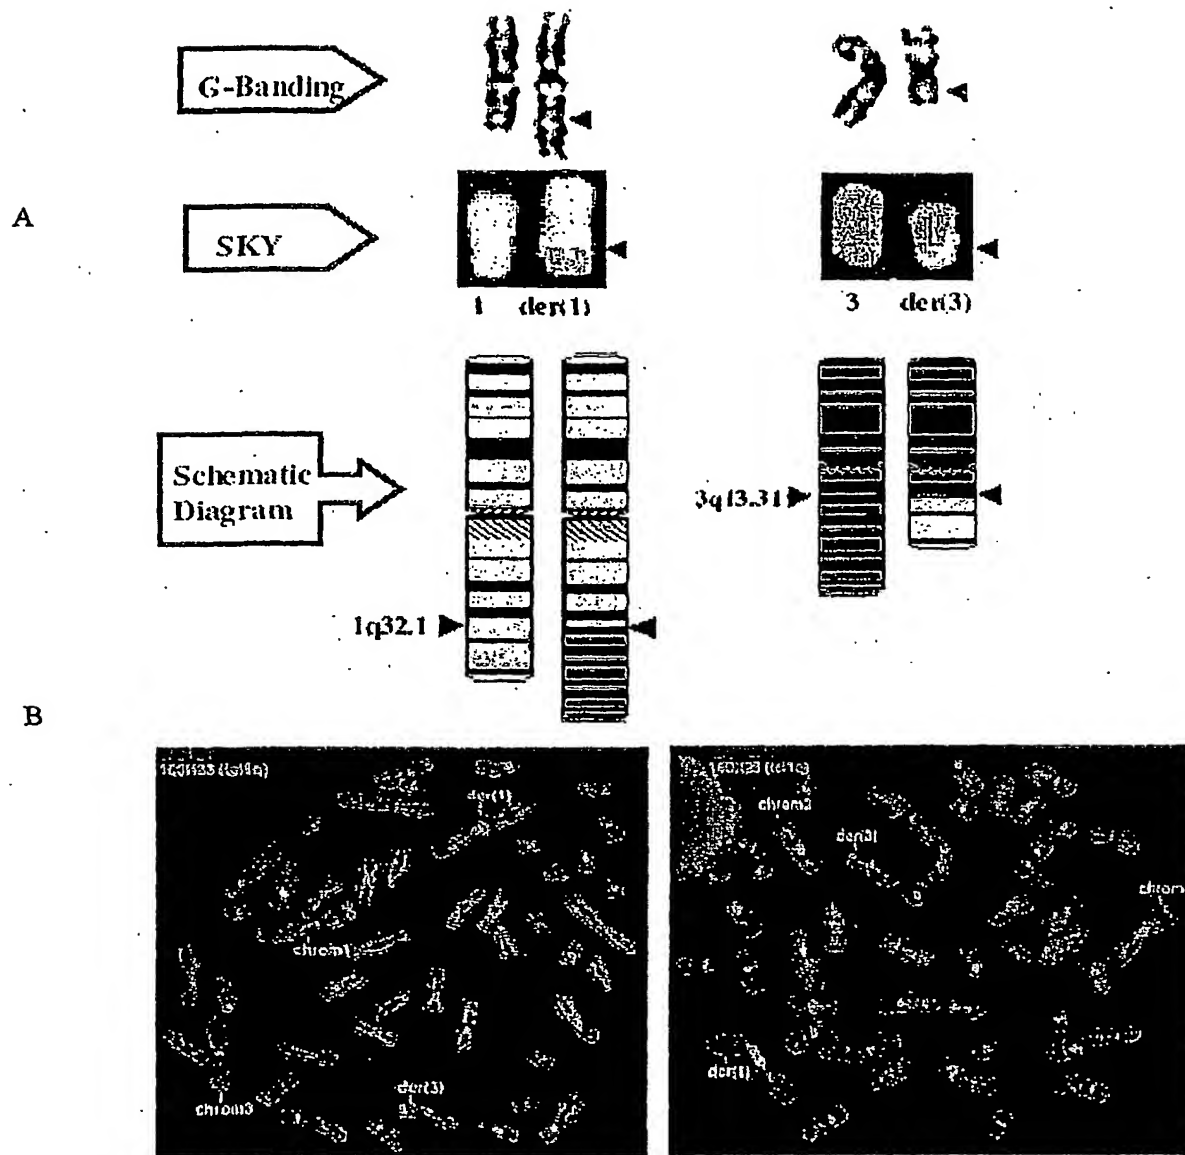 G-Banding
A
SKY
1 der(1) 3 der(3)
Schematic
Diagram
3q13.31
1q32.1
B
der(1)
chrom1
chrom3
der(3)
chrom3
der(3)
chrom
der(1)